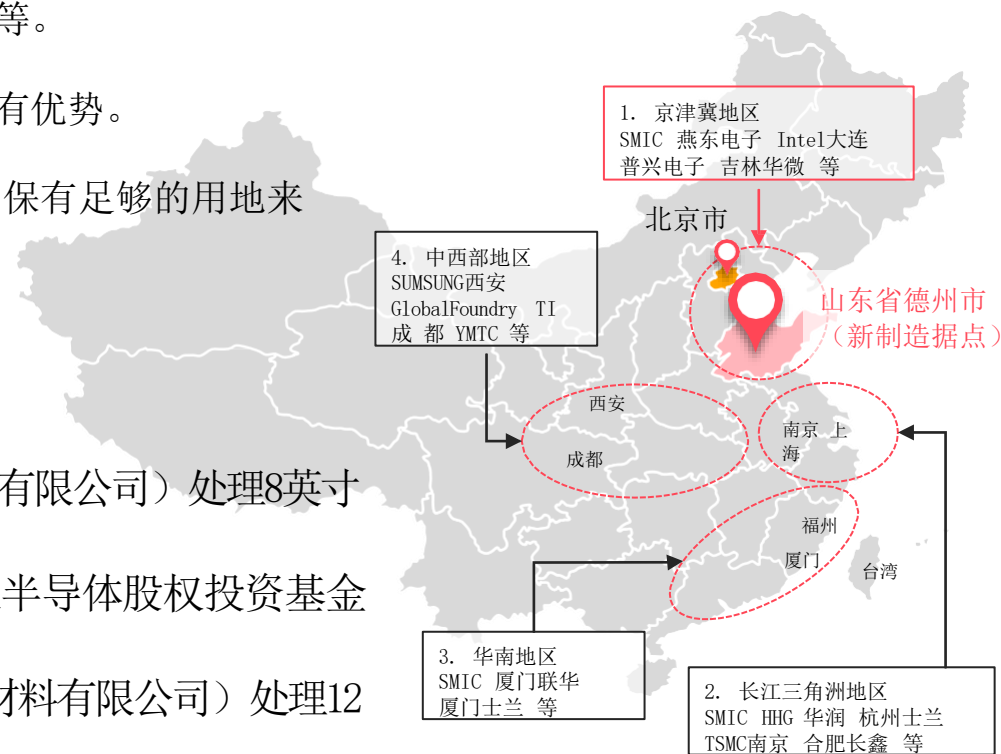 等。
有优势。
保有足够的用地来
有限公司）处理8英寸
半导体股权投资基金
材料有限公司）处理12
1. 京津冀地区
SMIC 燕东电子 Intel大连
普兴电子 吉林华微 等
北京市
4. 中西部地区
SUMSUNG西安
GlobalFoundry TI
成 都 YMTC 等
山东省德州市
（新制造据点）
西安
成都
南京 上
海
福州
厦门
台湾
3. 华南地区
SMIC 厦门联华
厦门士兰 等
2. 长江三角洲地区
SMIC HHG 华润 杭州士兰
TSMC南京 合肥长鑫 等